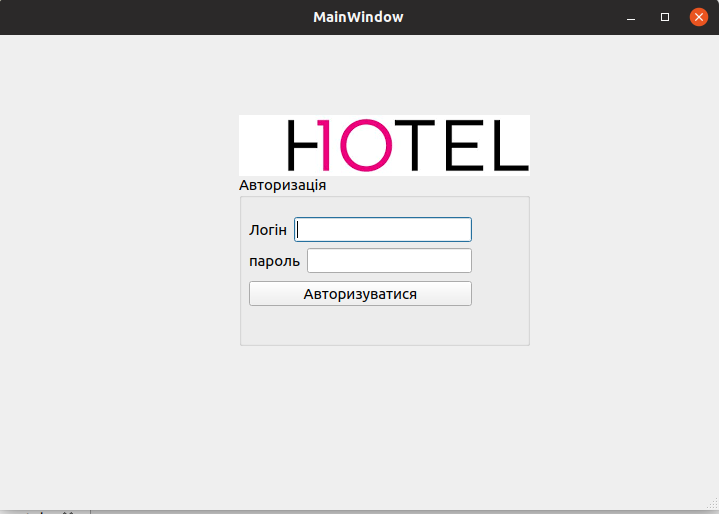 MainWindow
HOTEL
Авторизація
Логін
пароль
Авторизуватися